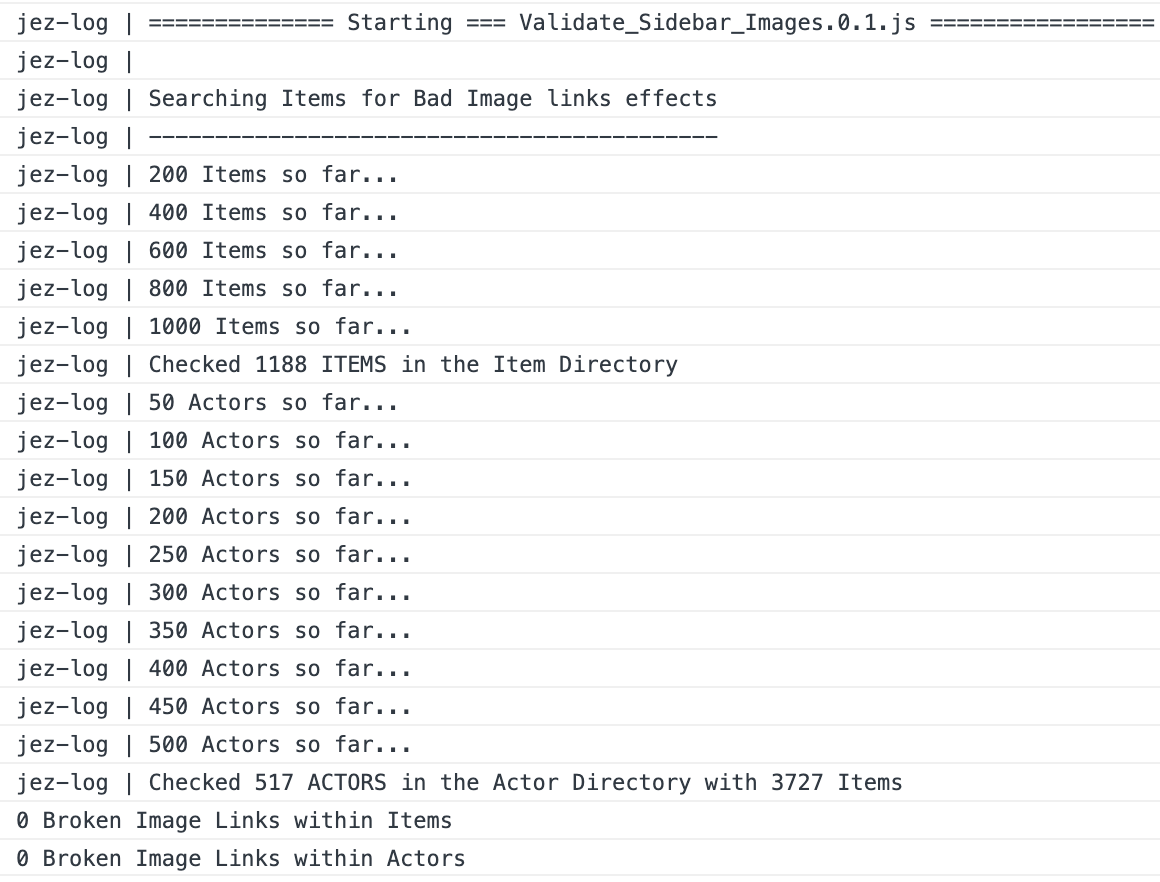 jez-log | ============== Starting === Validate_Sidebar_Images.0.1.js =================
jez-log |
jez-log | Searching Items for Bad Image links effects
jez-log | -------------------------------------------
jez-log | 200 Items so far...
jez-log | 400 Items so far...
jez-log | 600 Items so far...
jez-log | 800 Items so far...
jez-log | 1000 Items so far...
jez-log | Checked 1188 ITEMS in the Item Directory
jez-log | 50 Actors so far...
jez-log | 100 Actors so far...
jez-log | 150 Actors so far...
jez-log | 200 Actors so far...
jez-log | 250 Actors so far...
jez-log | 300 Actors so far...
jez-log | 350 Actors so far...
jez-log | 400 Actors so far...
jez-log | 450 Actors so far...
jez-log | 500 Actors so far...
jez-log | Checked 517 ACTORS in the Actor Directory with 3727 Items
0 Broken Image Links within Items
0 Broken Image Links within Actors